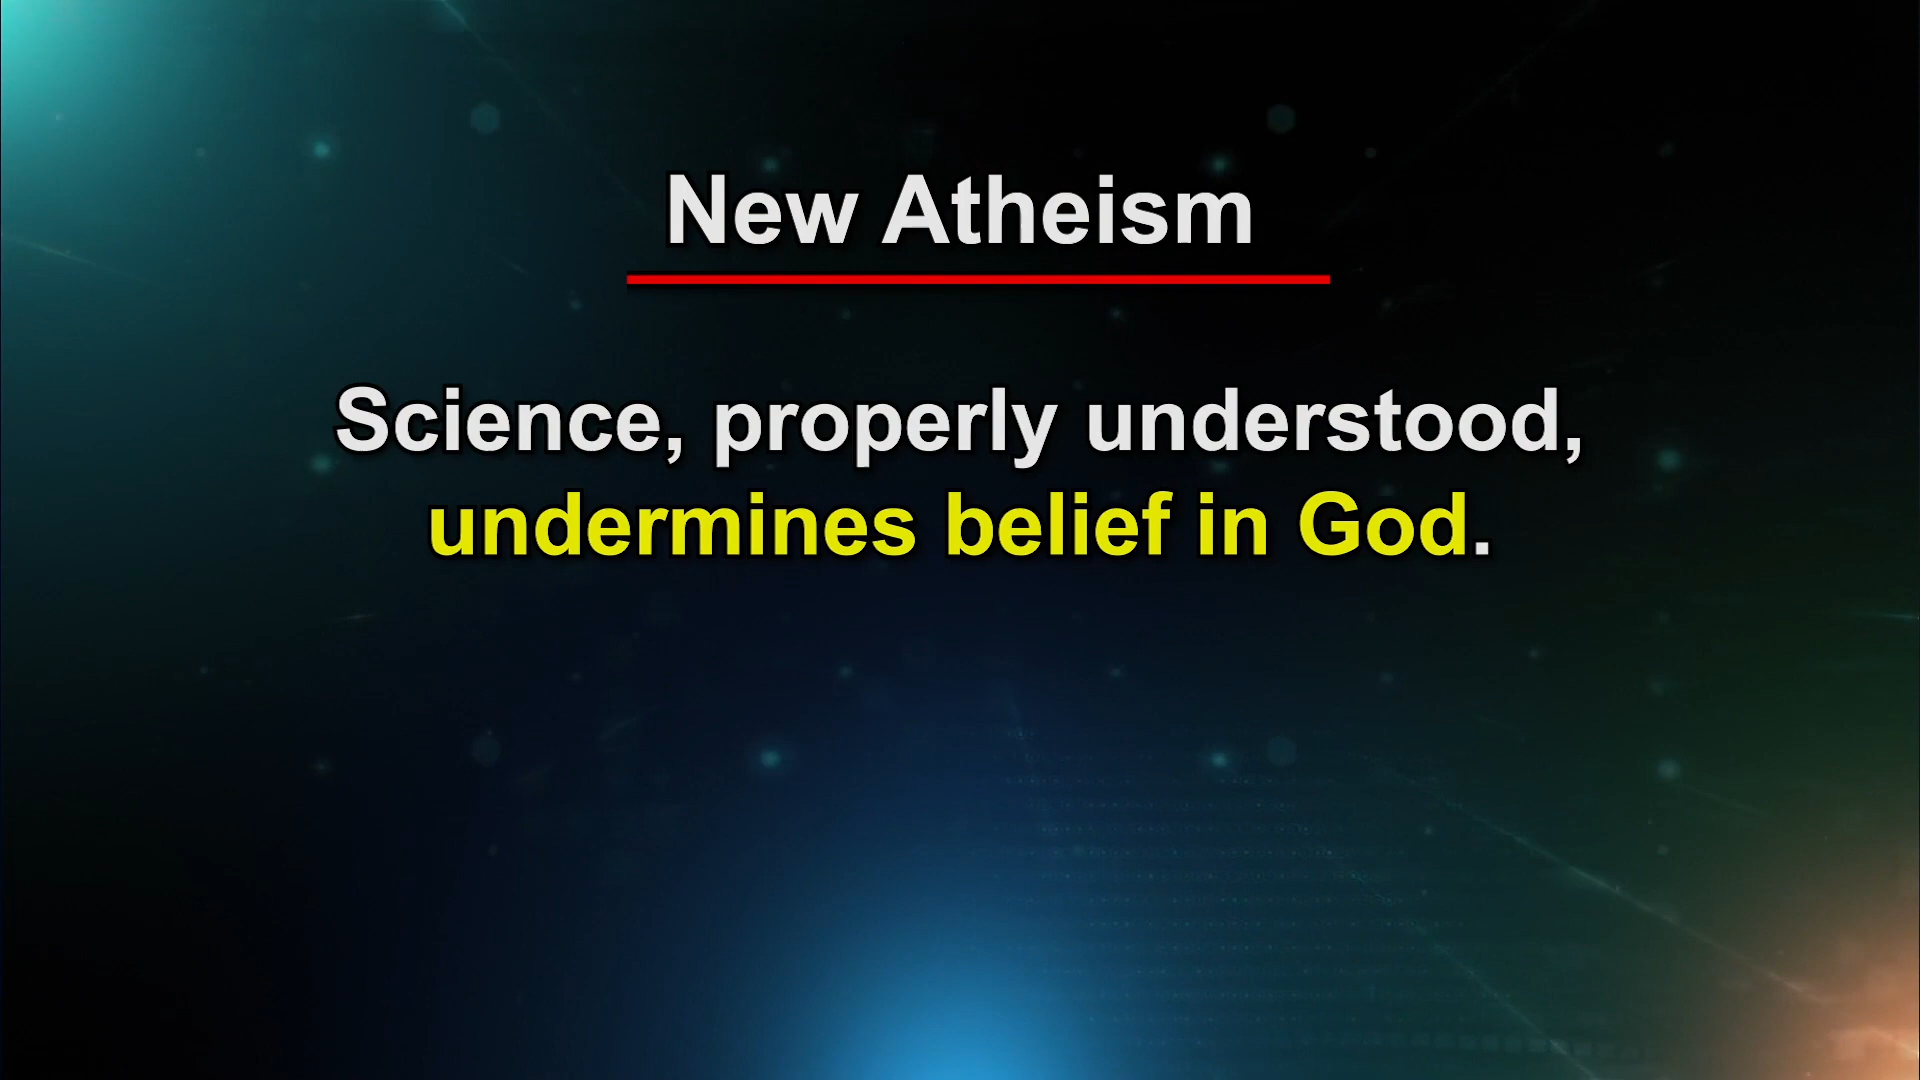 New Atheism
Science, properly understood,
undermines belief in God.